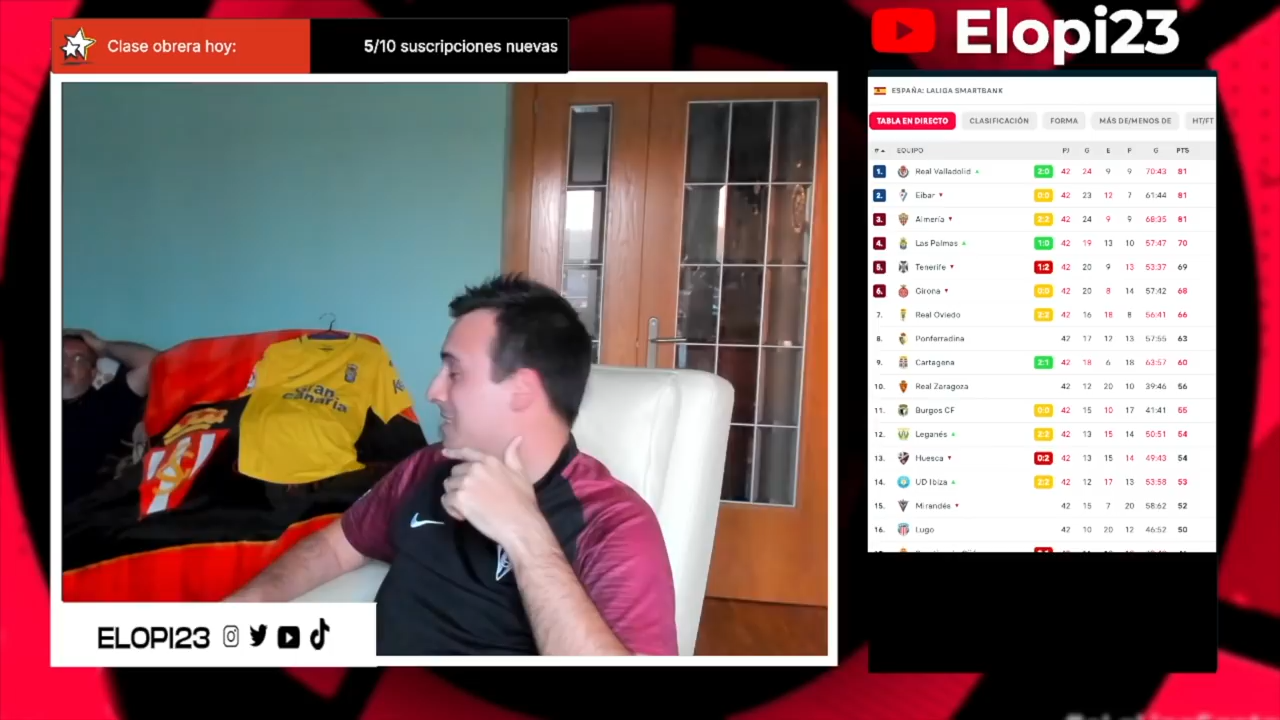 Clase obrera hoy: 5/10 suscripciones nuevas
Elopi23
ESPAÑA: LALIGA SMARTBANK
TABLA EN DIRECTO CLASIFICACIÓN FORMA MÁS DE/MENOS DE HT/FT
# EQUIPO PJ G E P G PTS
1. Real Valladolid 2:0 42 24 9 9 70:43 81
2. Eibar 0:0 42 23 12 7 61:44 81
3. Almería 2:2 42 24 9 9 68:35 81
4. Las Palmas 1:0 42 19 13 10 57:47 70
5. Tenerife 1:2 42 20 9 13 53:37 69
6. Girona 0:0 42 20 8 14 57:42 68
7. Real Oviedo 2:2 42 16 18 8 56:41 66
8. Ponferradina 42 17 12 13 57:55 63
9. Cartagena 2:1 42 18 6 18 63:57 60
10. Real Zaragoza 42 12 20 10 39:46 56
11. Burgos CF 0:0 42 15 10 17 41:41 55
12. Leganés 2:2 42 13 15 14 50:51 54
13. Huesca 0:2 42 13 15 14 49:43 54
14. UD Ibiza 2:2 42 12 17 13 53:58 53
15. Mirandés 42 15 7 20 58:62 52
16. Lugo 42 10 20 12 46:52 50
Gran
canaria
ELOPI23